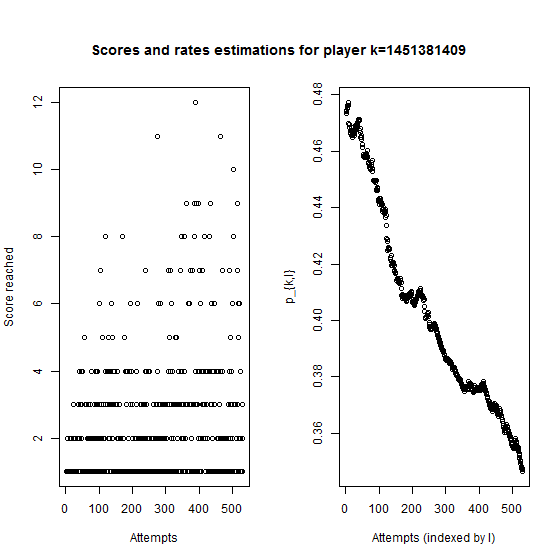 Scores and rates estimations for player k=1451381409
Score reached
12
10
8
6
4
2
0 100 200 300 400 500
Attempts
p_{k,l}
0.48
0.46
0.44
0.42
0.40
0.38
0.36
0 100 200 300 400 500
Attempts (indexed by l)